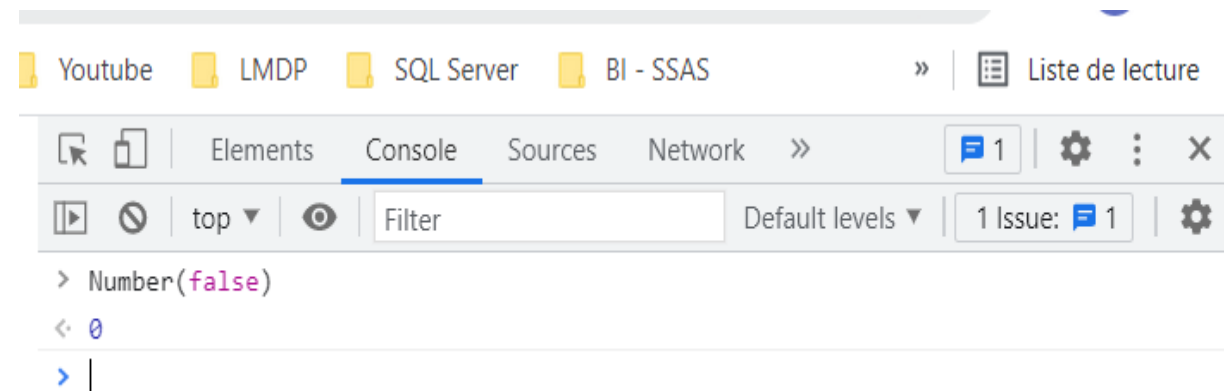 Youtube LMDP SQL Server BI - SSAS » Liste de lecture
Elements Console Sources Network » 1
top ▼ Filter Default levels ▼ 1 Issue: 1
> Number(false)
0
>